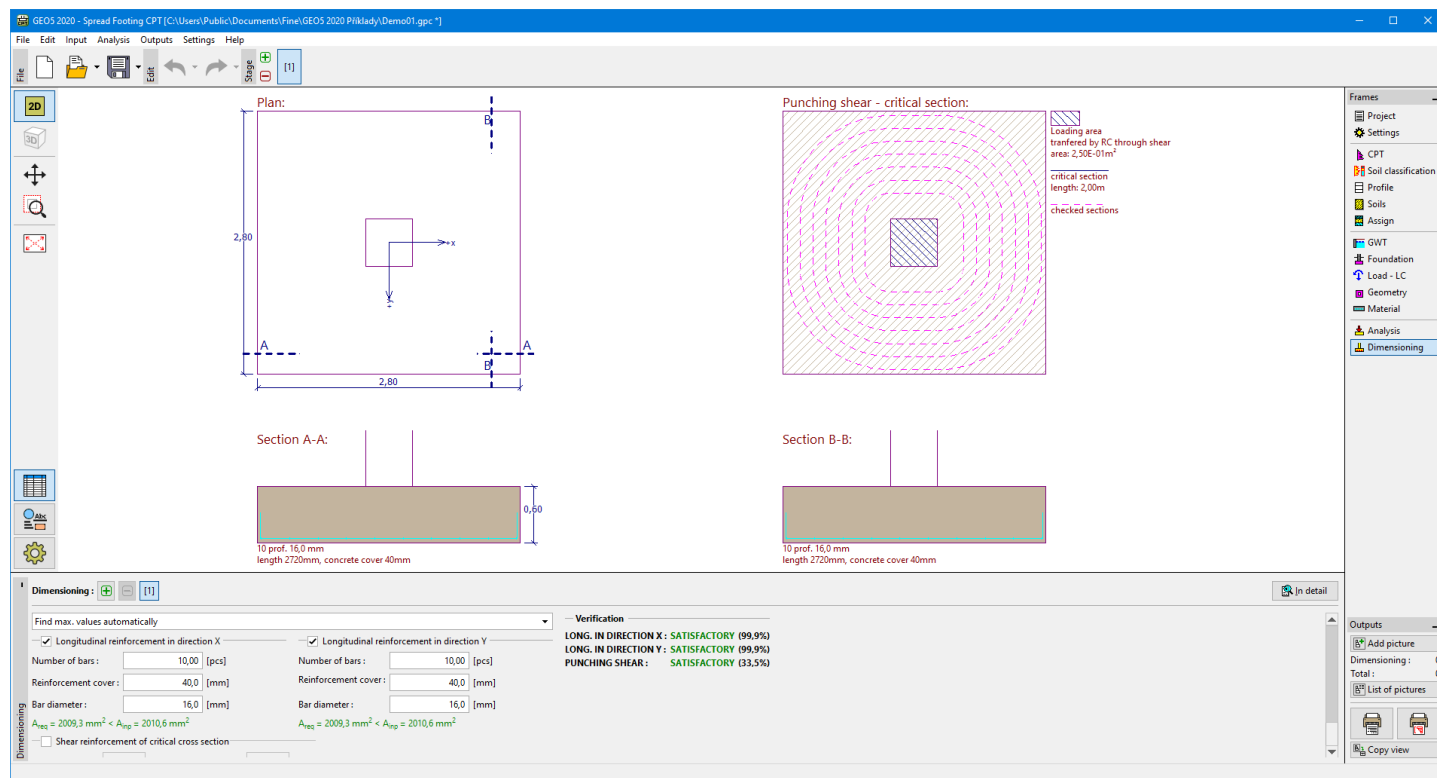 GEO5 2020 - Spread Footing CPT [C:\Users\Public\Documents\Fine\GEO5 2020 Příklady\Demo01.gpc *]
File Edit Input Analysis Outputs Settings Help
File
Edit
Stage
[1]
2D
3D
Plan:
B
2,80
+x
+y
A
A
B
2,80
Punching shear - critical section:
Loading area
tranfered by RC through shear
area: 2,50E-01m²
critical section
length: 2,00m
checked sections
Section A-A:
0,60
10 prof. 16,0 mm
length 2720mm, concrete cover 40mm
Section B-B:
10 prof. 16,0 mm
length 2720mm, concrete cover 40mm
Frames
Project
Settings
CPT
Soil classification
Profile
Soils
Assign
GWT
Foundation
Load - LC
Geometry
Material
Analysis
Dimensioning
Abc
Dimensioning
Dimensioning : [1]
In detail
Find max. values automatically
Longitudinal reinforcement in direction X
Number of bars : 10,00 [pcs]
Reinforcement cover : 40,0 [mm]
Bar diameter : 16,0 [mm]
Areq = 2009,3 mm² < Ainp = 2010,6 mm²
Shear reinforcement of critical cross section
Longitudinal reinforcement in direction Y
Number of bars : 10,00 [pcs]
Reinforcement cover : 40,0 [mm]
Bar diameter : 16,0 [mm]
Areq = 2009,3 mm² < Ainp = 2010,6 mm²
Verification
LONG. IN DIRECTION X : SATISFACTORY (99,9%)
LONG. IN DIRECTION Y : SATISFACTORY (99,9%)
PUNCHING SHEAR : SATISFACTORY (33,5%)
Outputs
Add picture
Dimensioning :
Total :
List of pictures
Copy view